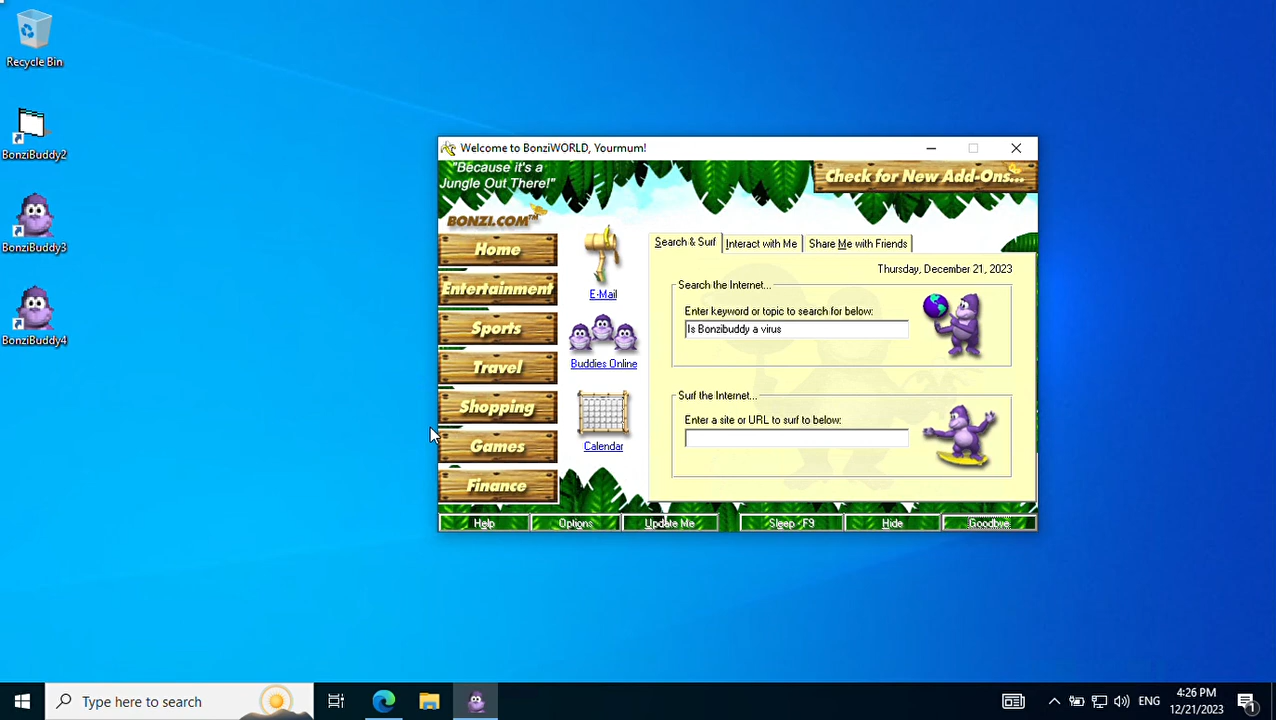 Recycle Bin
BonziBuddy2
BonziBuddy3
BonziBuddy4
Welcome to BonziWORLD, Yourmum!
"Because it's a
Jungle Out There!"
Check for New Add-Ons...
BONZI.COM™
Home
Entertainment
Sports
Travel
Shopping
Games
Finance
E-Mail
Buddies Online
Calendar
Search & Surf
Interact with Me
Share Me with Friends
Thursday, December 21, 2023
Search the Internet...
Enter keyword or topic to search for below:
Is Bonzibuddy a virus
Surf the Internet...
Enter a site or URL to surf to below:
Help
Options
Update Me
Sleep - F9
Hide
Goodbye
Type here to search
ENG
4:26 PM
12/21/2023
1